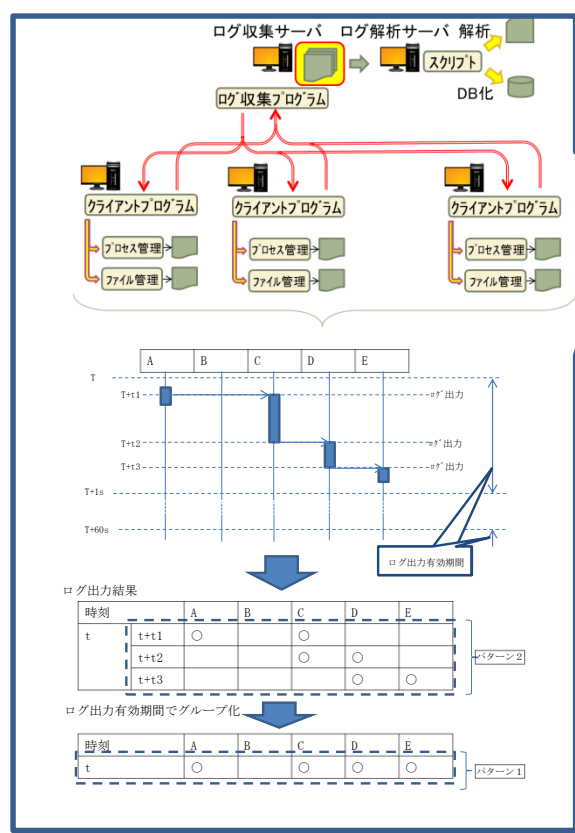 ログ収集サーバ ログ解析サーバ 解析
スクリプト
DB化
ログ収集プログラム
クライアントプログラム クライアントプログラム クライアントプログラム
プロセス管理 プロセス管理 プロセス管理
ファイル管理 ファイル管理 ファイル管理
A B C D E
T
T+t1 ログ出力
T+t2 ログ出力
T+t3 ログ出力
T+1s
T+60s
ログ出力有効期間
ログ出力結果
時刻 A B C D E
t t+t1 ○ ○
t+t2 ○ ○
t+t3 ○ ○
パターン2
ログ出力有効期間でグループ化
時刻 A B C D E
t ○ ○ ○ ○
パターン1